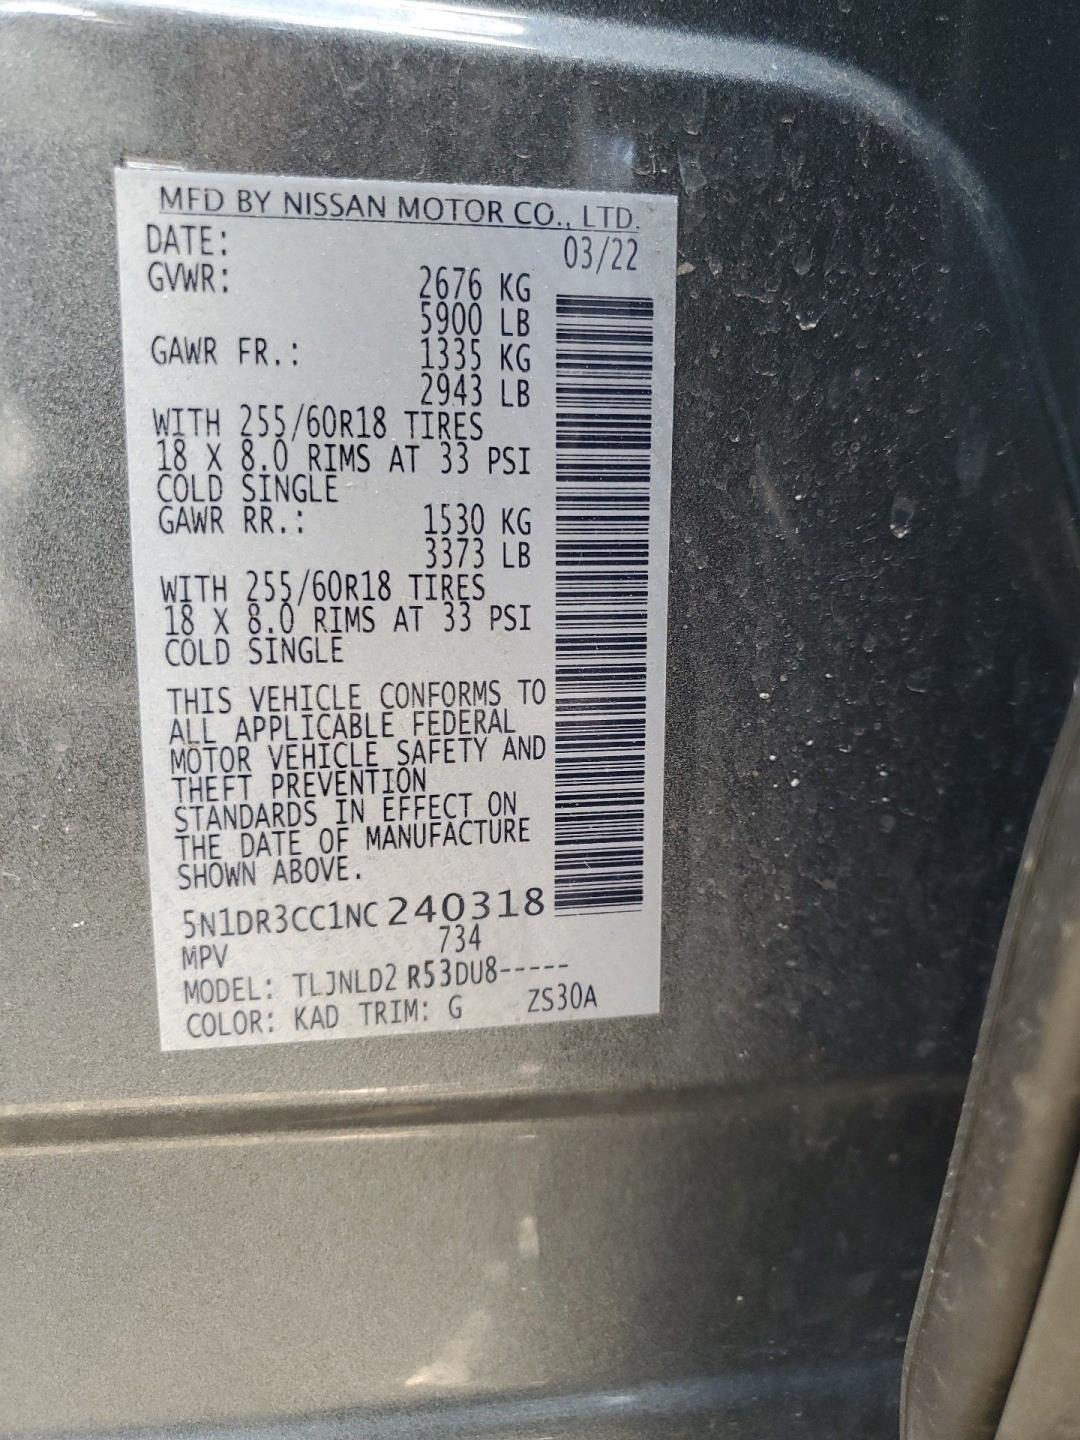 MFD BY NISSAN MOTOR CO., LTD.
DATE: 03/22
GVWR: 2676 KG
5900 LB
GAWR FR.: 1335 KG
2943 LB
WITH 255/60R18 TIRES
18 X 8.0 RIMS AT 33 PSI
COLD SINGLE
GAWR RR.: 1530 KG
3373 LB
WITH 255/60R18 TIRES
18 X 8.0 RIMS AT 33 PSI
COLD SINGLE
THIS VEHICLE CONFORMS TO
ALL APPLICABLE FEDERAL
MOTOR VEHICLE SAFETY AND
THEFT PREVENTION
STANDARDS IN EFFECT ON
THE DATE OF MANUFACTURE
SHOWN ABOVE.
5N1DR3CC1NC240318
MPV 734
MODEL: TLJNLD2 R53DU8-----
COLOR: KAD TRIM: G ZS30A